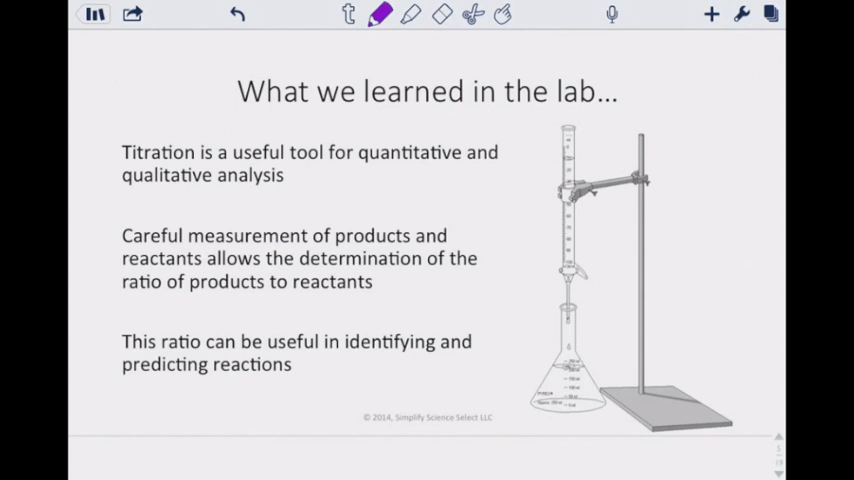 What we learned in the lab...
Titration is a useful tool for quantitative and
qualitative analysis
Careful measurement of products and
reactants allows the determination of the
ratio of products to reactants
This ratio can be useful in identifying and
predicting reactions
© 2014, Simplify Science Select LLC
5
19